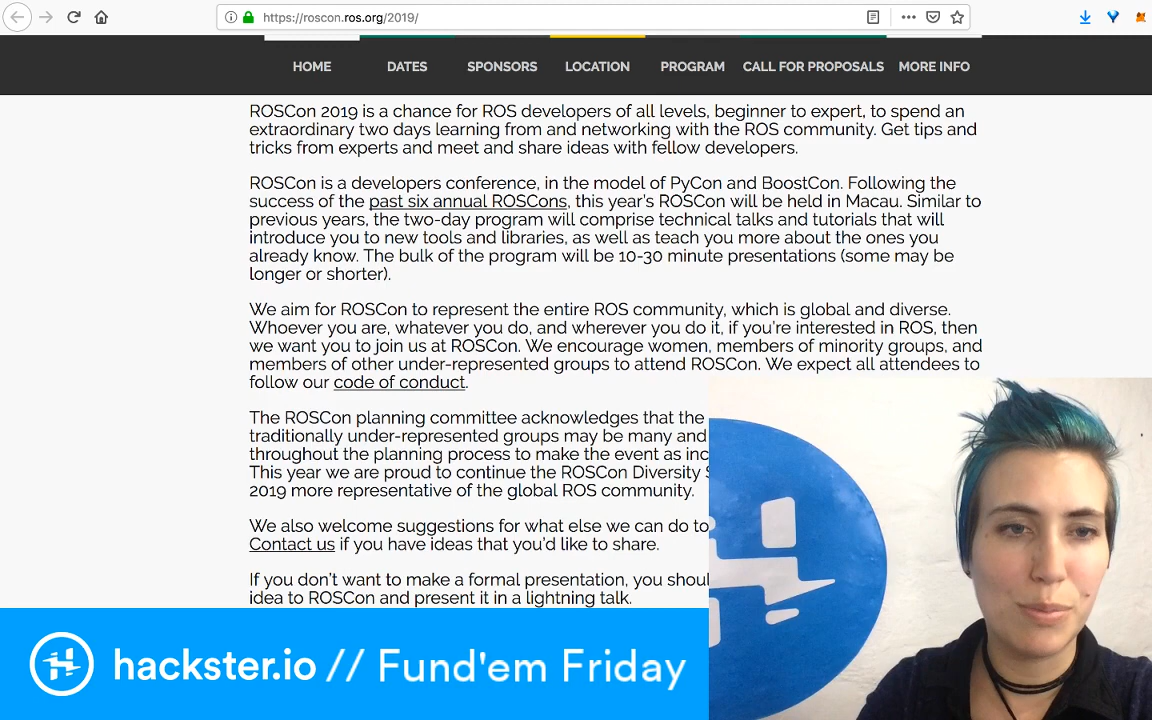 https://roscon.ros.org/2019/
HOME DATES SPONSORS LOCATION PROGRAM CALL FOR PROPOSALS MORE INFO
ROSCon 2019 is a chance for ROS developers of all levels, beginner to expert, to spend an
extraordinary two days learning from and networking with the ROS community. Get tips and
tricks from experts and meet and share ideas with fellow developers.
ROSCon is a developers conference, in the model of PyCon and BoostCon. Following the
success of the past six annual ROSCons, this year's ROSCon will be held in Macau. Similar to
previous years, the two-day program will comprise technical talks and tutorials that will
introduce you to new tools and libraries, as well as teach you more about the ones you
already know. The bulk of the program will be 10-30 minute presentations (some may be
longer or shorter).
We aim for ROSCon to represent the entire ROS community, which is global and diverse.
Whoever you are, whatever you do, and wherever you do it, if you're interested in ROS, then
we want you to join us at ROSCon. We encourage women, members of minority groups, and
members of other under-represented groups to attend ROSCon. We expect all attendees to
follow our code of conduct.
The ROSCon planning committee acknowledges that the
traditionally under-represented groups may be many and
throughout the planning process to make the event as inc
This year we are proud to continue the ROSCon Diversity
2019 more representative of the global ROS community.
We also welcome suggestions for what else we can do to
Contact us if you have ideas that you'd like to share.
If you don't want to make a formal presentation, you shoul
idea to ROSCon and present it in a lightning talk.
hackster.io // Fund'em Friday